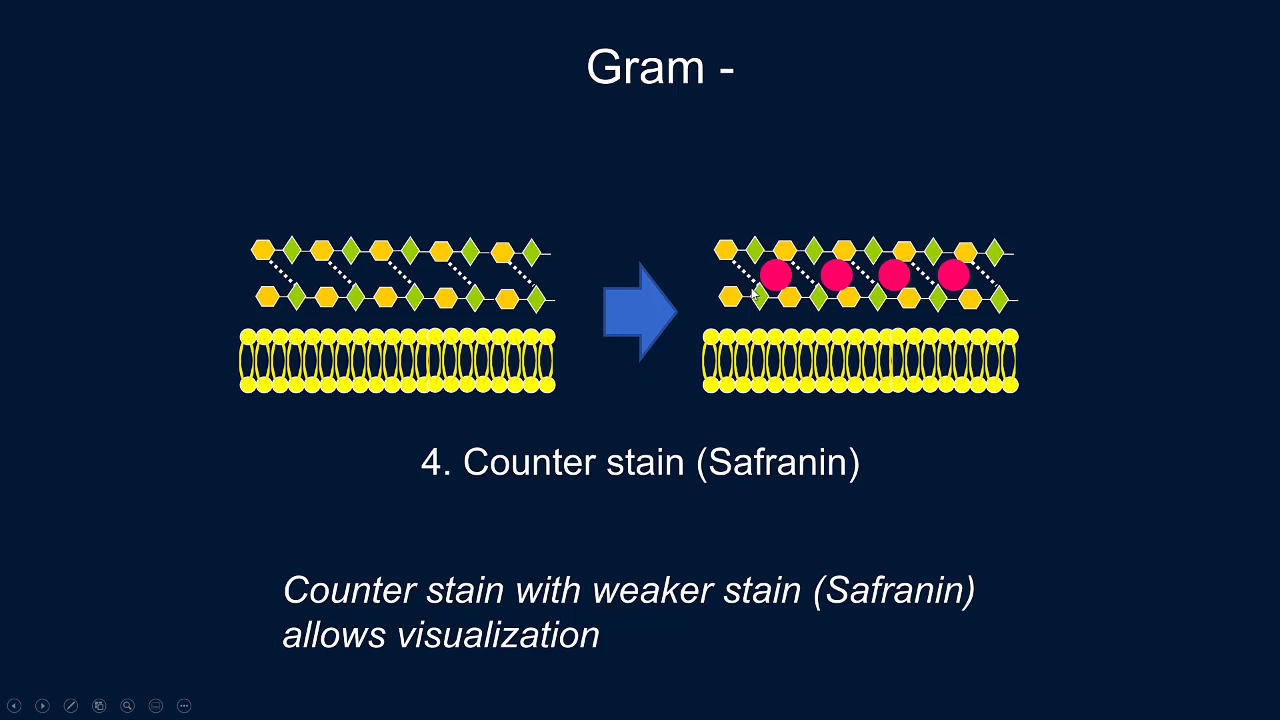 Gram -
4. Counter stain (Safranin)
Counter stain with weaker stain (Safranin)
allows visualization